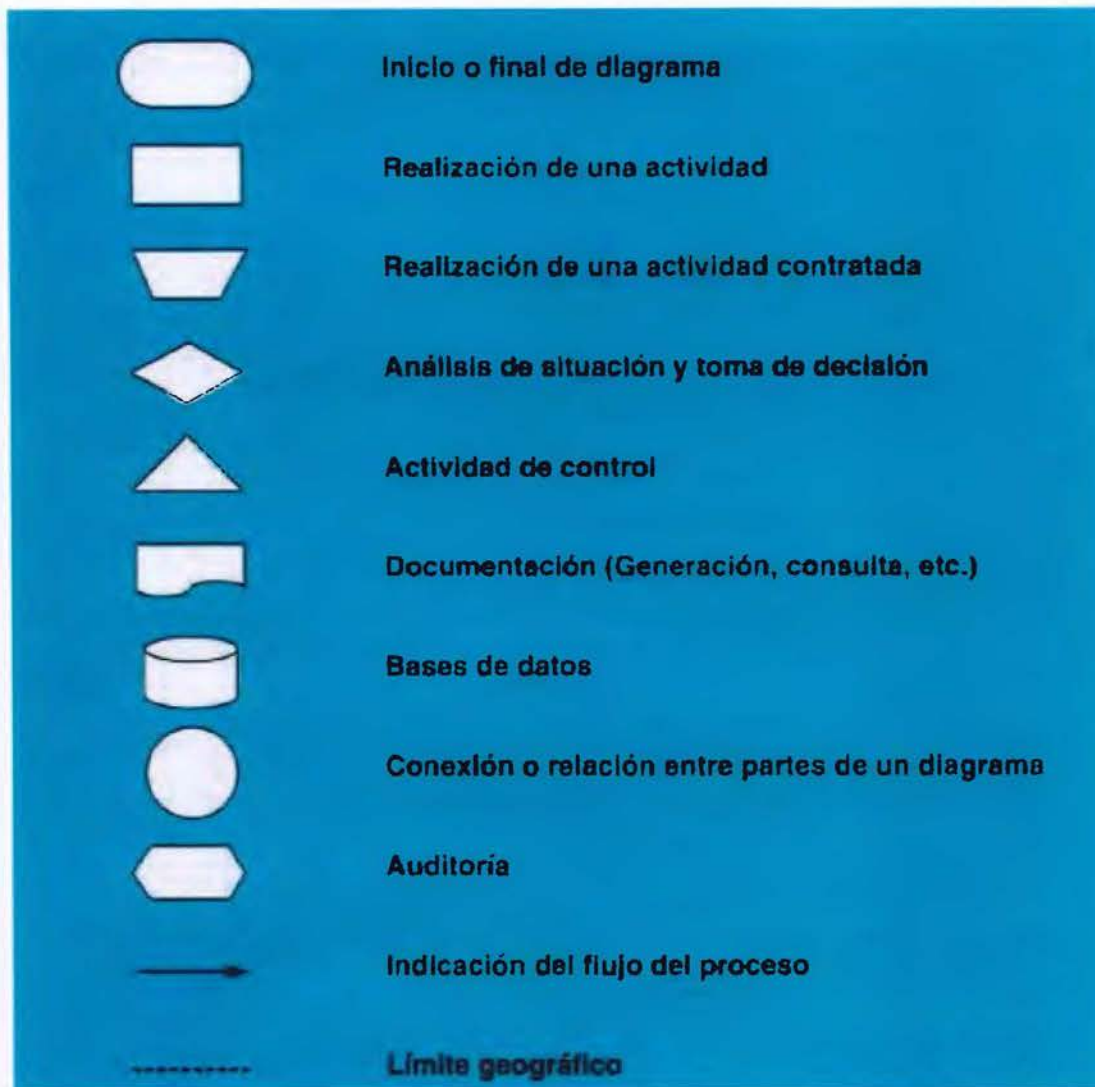 Inicio o final de diagrama
Realización de una actividad
Realización de una actividad contratada
Análisis de situación y toma de decisión
Actividad de control
Documentación (Generación, consulta, etc.)
Bases de datos
Conexión o relación entre partes de un diagrama
Auditoría
Indicación del flujo del proceso
Límite geográfico